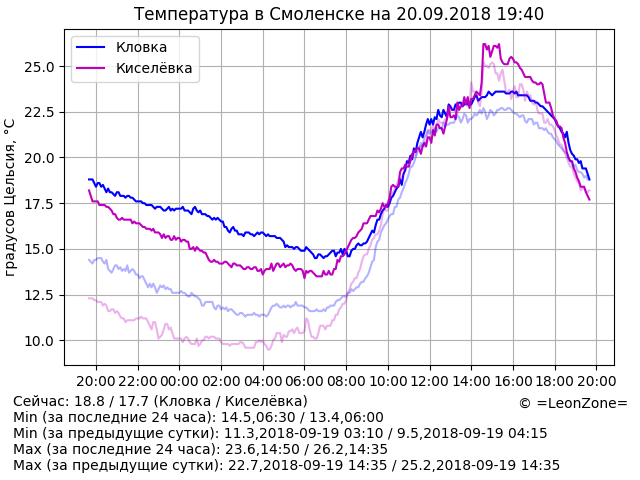 Температура в Смоленске на 20.09.2018 19:40
Кловка
Киселёвка
градусов Цельсия, °C
25.0
22.5
20.0
17.5
15.0
12.5
10.0
20:00 22:00 00:00 02:00 04:00 06:00 08:00 10:00 12:00 14:00 16:00 18:00 20:00
Сейчас: 18.8 / 17.7 (Кловка / Киселёвка)
© =LeonZone=
Min (за последние 24 часа): 14.5,06:30 / 13.4,06:00
Min (за предыдущие сутки): 11.3,2018-09-19 03:10 / 9.5,2018-09-19 04:15
Max (за последние 24 часа): 23.6,14:50 / 26.2,14:35
Max (за предыдущие сутки): 22.7,2018-09-19 14:35 / 25.2,2018-09-19 14:35